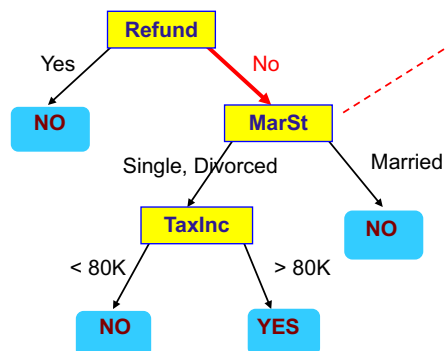 Refund
Yes
No
NO
MarSt
Single, Divorced
Married
TaxInc
NO
< 80K
> 80K
NO
YES